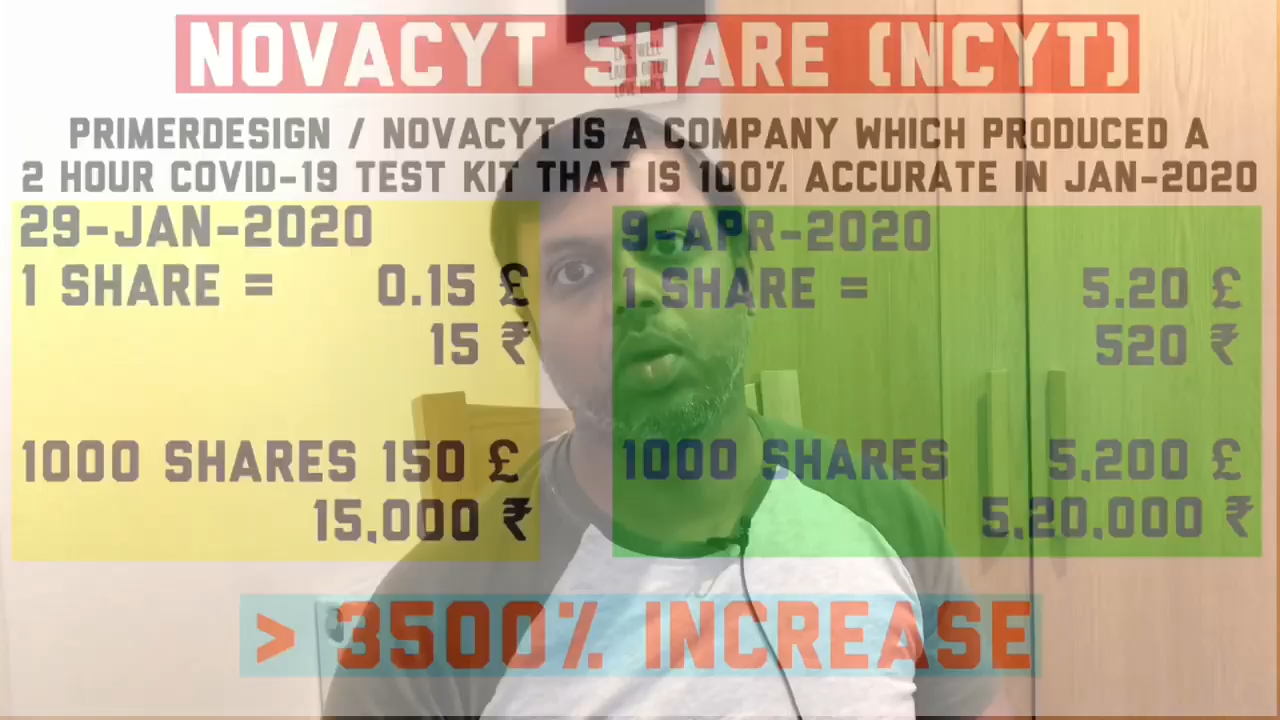 NOVACYT SHARE (NCYT)
PRIMERDESIGN / NOVACYT IS A COMPANY WHICH PRODUCED A
2 HOUR COVID-19 TEST KIT THAT IS 100% ACCURATE IN JAN-2020
29-JAN-2020
1 SHARE = 0.15 £
15 ₹
1000 SHARES 150 £
15,000 ₹
9-APR-2020
1 SHARE = 5.20 £
520 ₹
1000 SHARES 5,200 £
5,20,000 ₹
> 3500% INCREASE